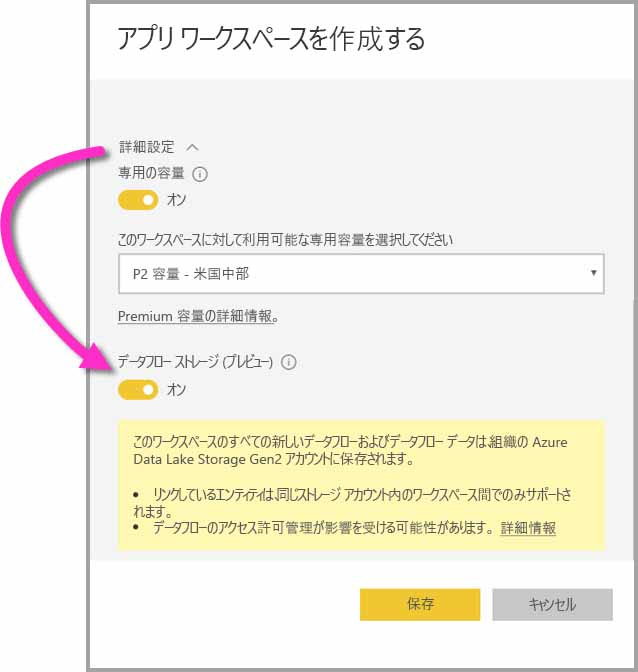 アプリ ワークスペースを作成する
詳細設定
専用の容量
オン
このワークスペースに対して利用可能な専用容量を選択してください
P2 容量 - 米国中部
Premium 容量の詳細情報。
データフロー ストレージ (プレビュー)
オン
このワークスペースのすべての新しいデータフローおよびデータフロー データは、組織の Azure
Data Lake Storage Gen2 アカウントに保存されます。
• リンクしているエンティティは、同じストレージ アカウント内のワークスペース間でのみサポートさ
れます。
• データフローのアクセス許可管理が影響を受ける可能性があります。 詳細情報
保存
キャンセル